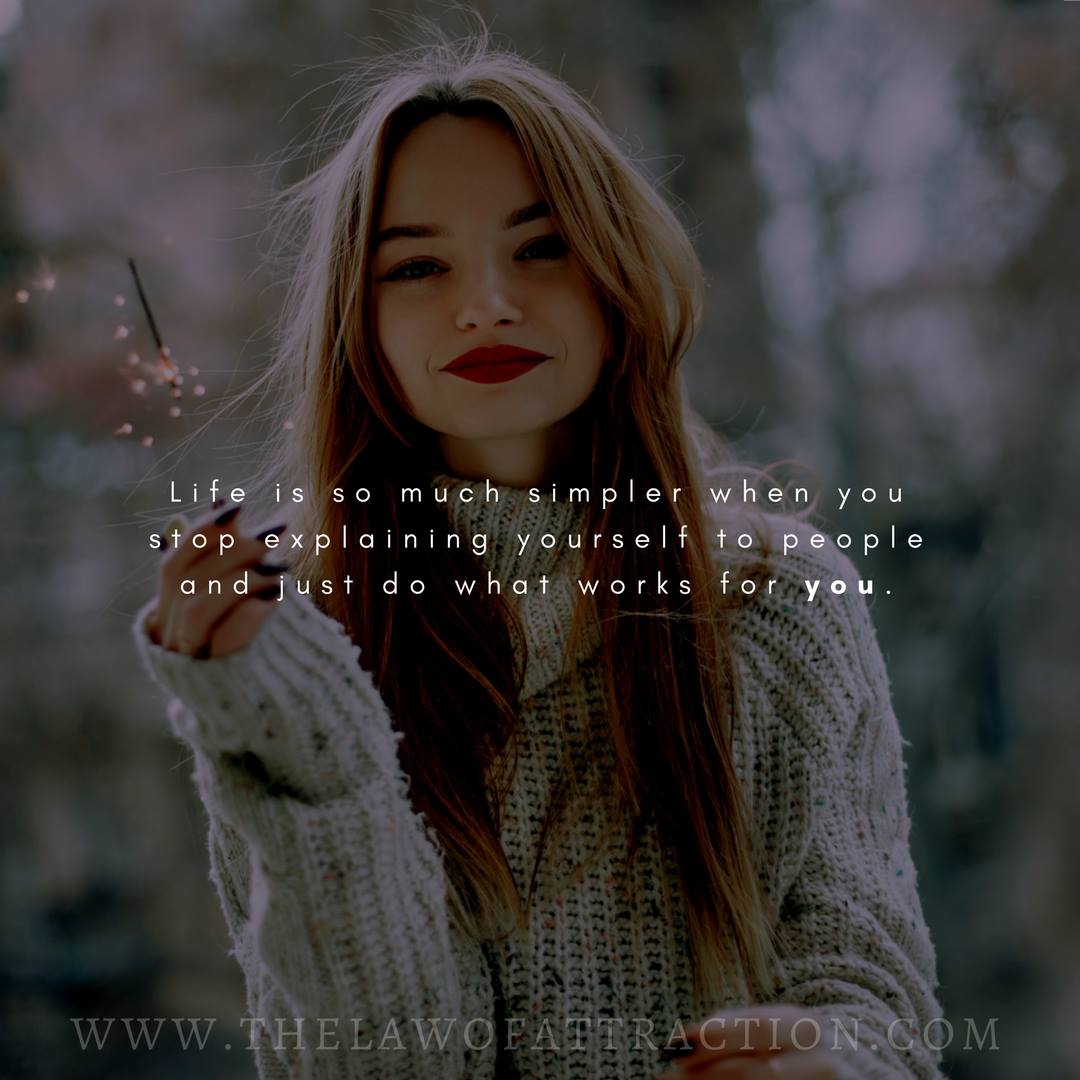 Life is so much simpler when you
stop explaining yourself to people
and just do what works for you.
WWW.THELAWOFATTRACTION.COM